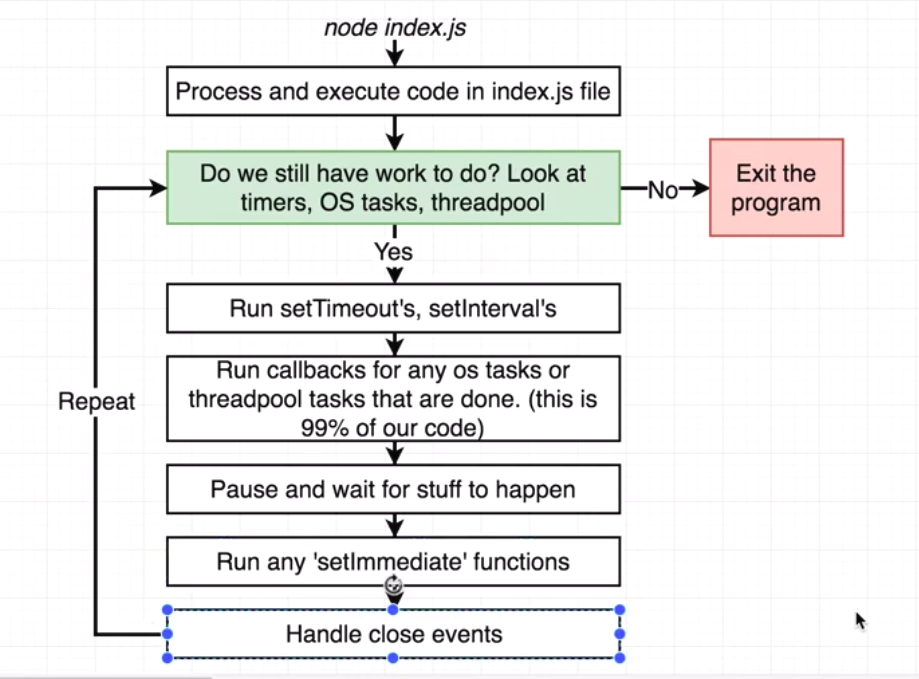 node index.js
Process and execute code in index.js file
Do we still have work to do? Look at
timers, OS tasks, threadpool
No
Exit the
program
Yes
Run setTimeout's, setInterval's
Run callbacks for any os tasks or
threadpool tasks that are done. (this is
99% of our code)
Repeat
Pause and wait for stuff to happen
Run any 'setImmediate' functions
Handle close events